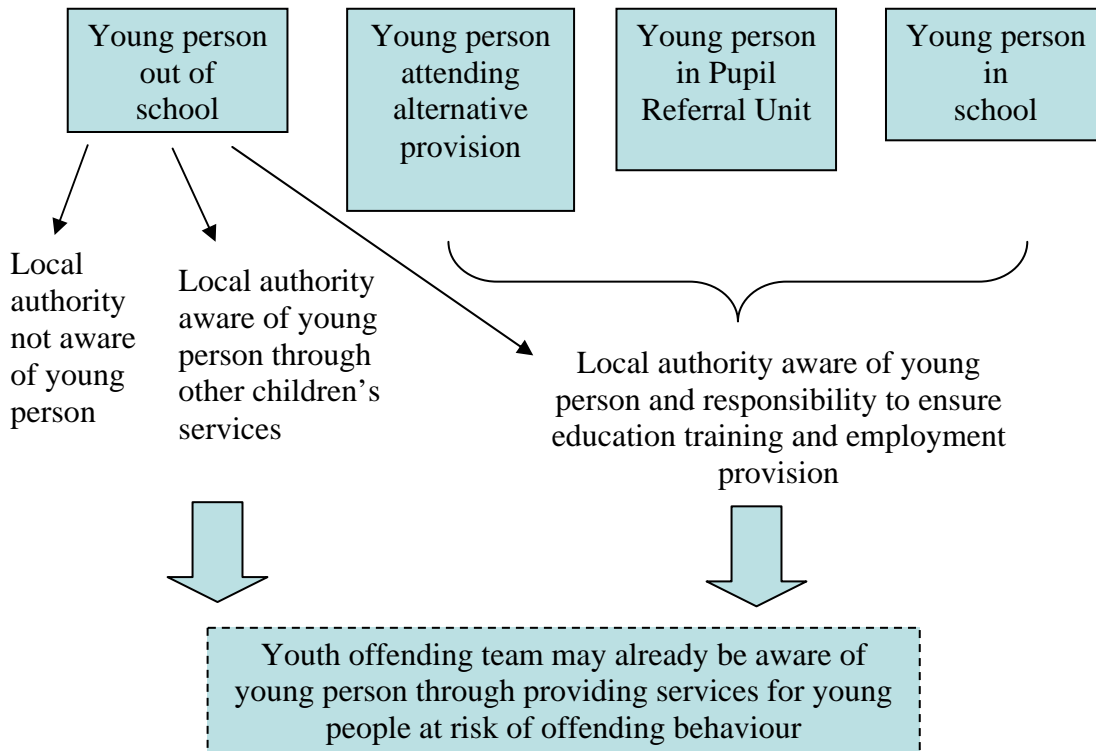 Young person
out of
school
Young person
attending
alternative
provision
Young person
in Pupil
Referral Unit
Young person
in
school
Local
authority
not aware
of young
person
Local authority
aware of young
person through
other children’s
services
Local authority aware of young
person and responsibility to ensure
education training and employment
provision
Youth offending team may already be aware of
young person through providing services for young
people at risk of offending behaviour